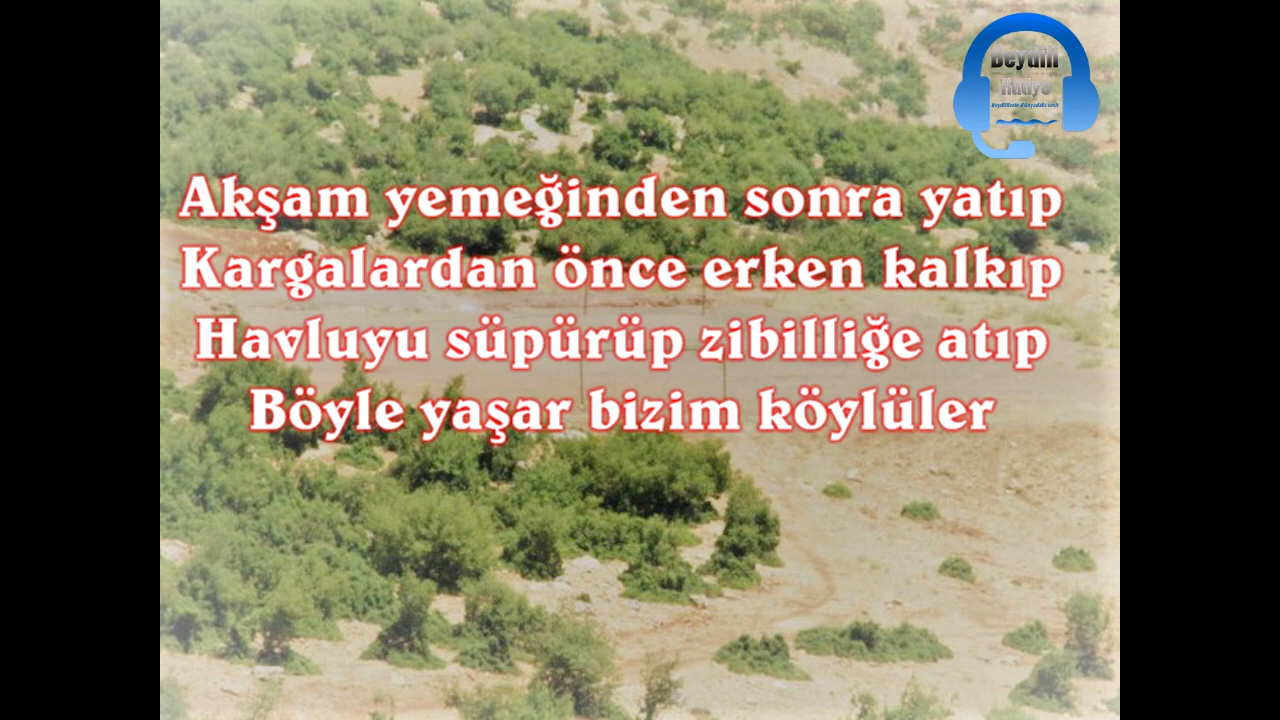 Beydili
Radyo
Akşam yemeğinden sonra yatıp
Kargalardan önce erken kalkıp
Havluyu süpürüp zibilliğe atıp
Böyle yaşar bizim köylüler